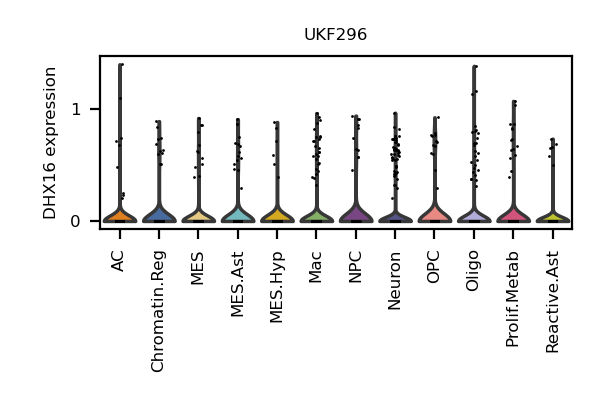 UKF296
DHX16 expression
1
0
AC
Chromatin.Reg
MES
MES.Ast
MES.Hyp
Mac
NPC
Neuron
OPC
Oligo
Prolif.Metab
Reactive.Ast